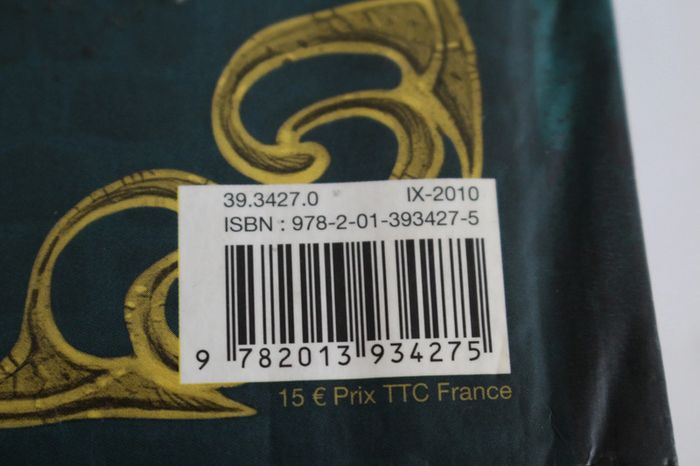 39.3427.0 IX-2010
ISBN : 978-2-01-393427-5
9 782013 934275
15 € Prix TTC France